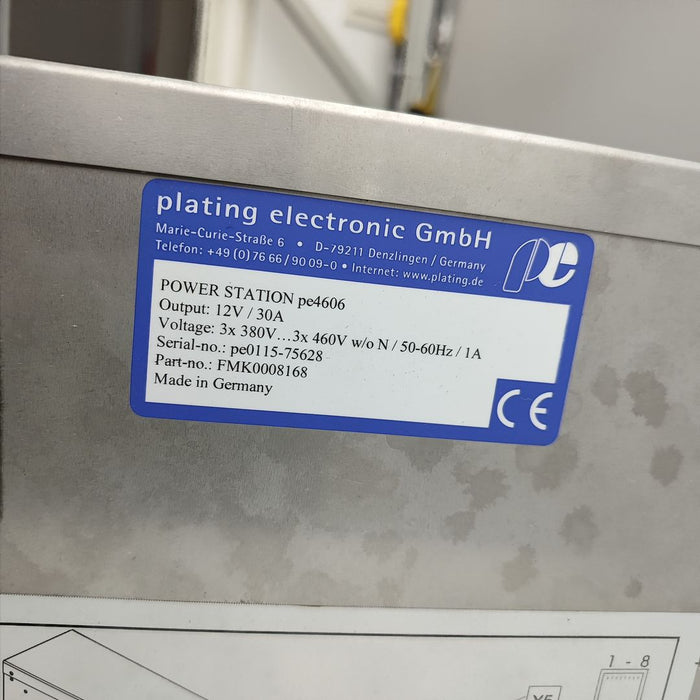 plating electronic GmbH
Marie-Curie-Straße 6 • D-79211 Denzlingen / Germany
Telefon: +49 (0) 76 66 / 90 09-0 • Internet: www.plating.de
pe
POWER STATION pe4606
Output: 12V / 30A
Voltage: 3x 380V...3x 460V w/o N / 50-60Hz / 1A
Serial-no.: pe0115-75628
Part-no.: FMK0008168
Made in Germany
CE
1 - 8